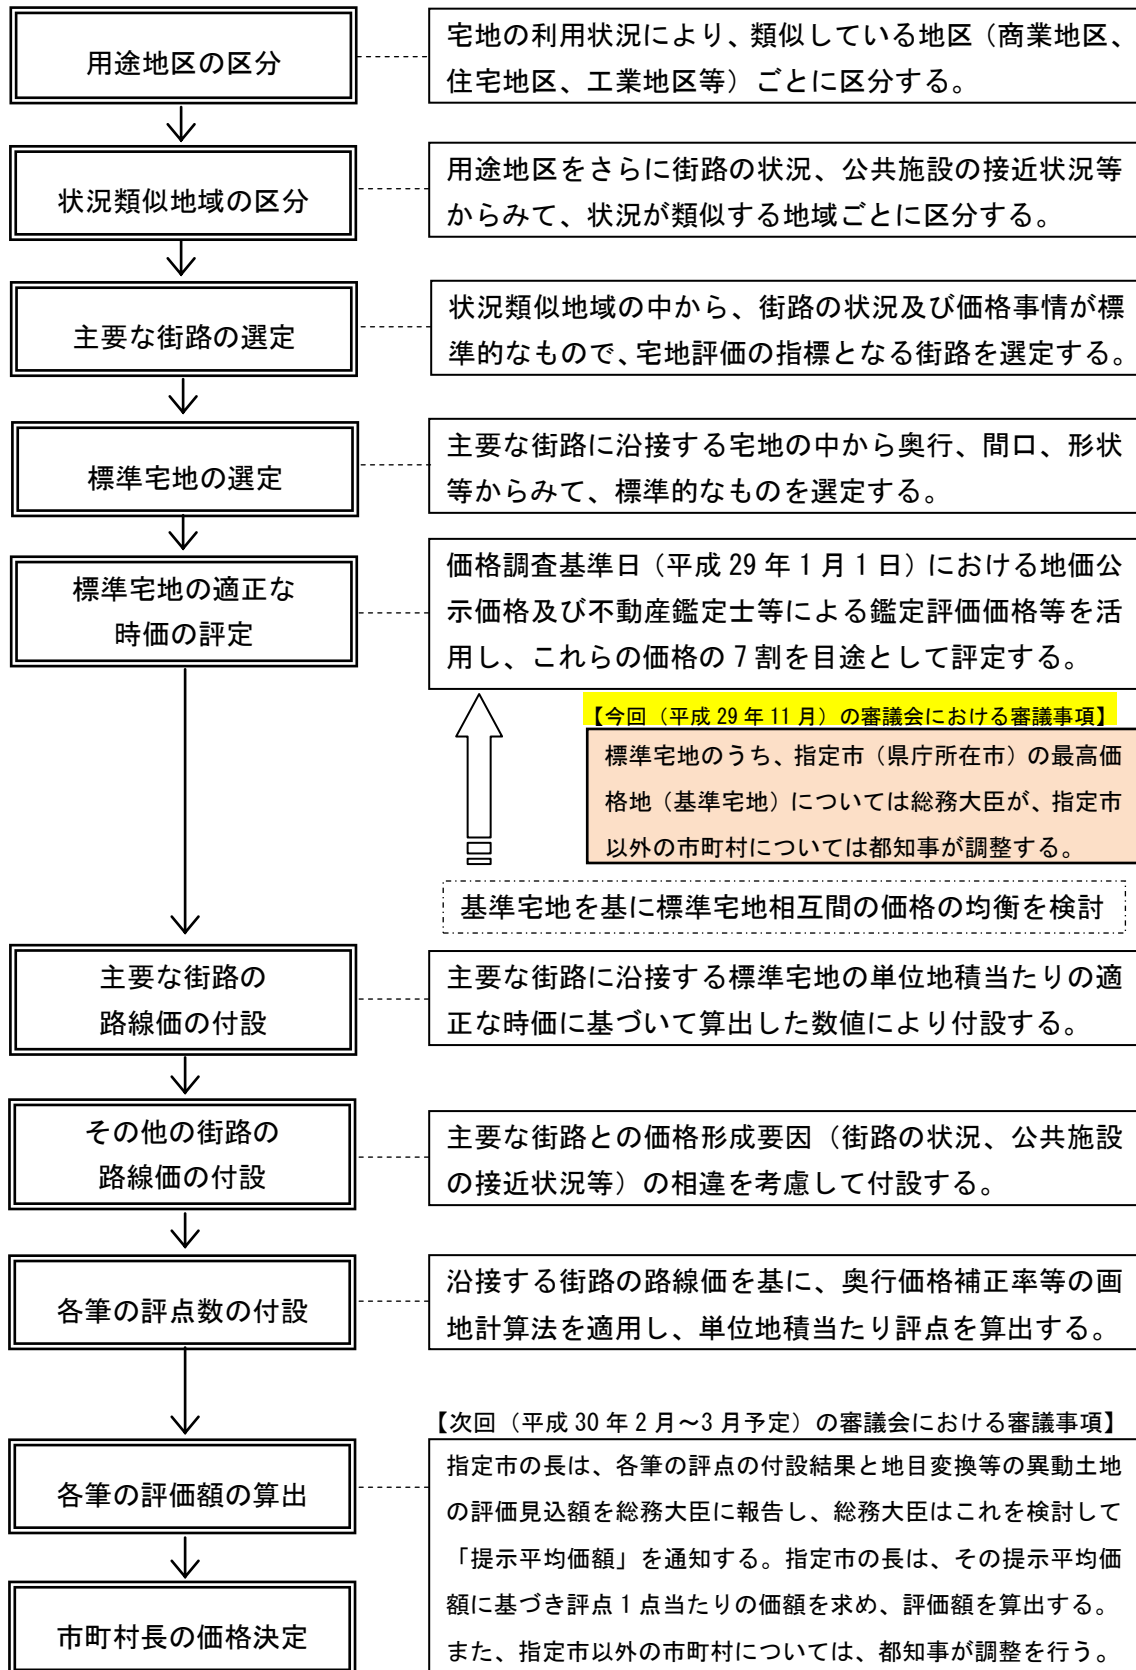 用途地区の区分
宅地の利用状況により、類似している地区（商業地区、
住宅地区、工業地区等）ごとに区分する。
状況類似地域の区分
用途地区をさらに街路の状況、公共施設の接近状況等
からみて、状況が類似する地域ごとに区分する。
主要な街路の選定
状況類似地域の中から、街路の状況及び価格事情が標
準的なもので、宅地評価の指標となる街路を選定する。
標準宅地の選定
主要な街路に沿接する宅地の中から奥行、間口、形状
等からみて、標準的なものを選定する。
標準宅地の適正な
時価の評定
価格調査基準日（平成 29 年 1 月 1 日）における地価公
示価格及び不動産鑑定士等による鑑定評価価格等を活
用し、これらの価格の 7 割を目途として評定する。
【今回（平成 29 年 11 月）の審議会における審議事項】
標準宅地のうち、指定市（県庁所在市）の最高価
格地（基準宅地）については総務大臣が、指定市
以外の市町村については都知事が調整する。
基準宅地を基に標準宅地相互間の価格の均衡を検討
主要な街路の
路線価の付設
主要な街路に沿接する標準宅地の単位地積当たりの適
正な時価に基づいて算出した数値により付設する。
その他の街路の
路線価の付設
主要な街路との価格形成要因（街路の状況、公共施設
の接近状況等）の相違を考慮して付設する。
各筆の評点数の付設
沿接する街路の路線価を基に、奥行価格補正率等の画
地計算法を適用し、単位地積当たり評点を算出する。
【次回（平成 30 年 2 月～3 月予定）の審議会における審議事項】
各筆の評価額の算出
指定市の長は、各筆の評点の付設結果と地目変換等の異動土地
の評価見込額を総務大臣に報告し、総務大臣はこれを検討して
「提示平均価額」を通知する。指定市の長は、その提示平均価
額に基づき評点 1 点当たりの価額を求め、評価額を算出する。
また、指定市以外の市町村については、都知事が調整を行う。
市町村長の価格決定